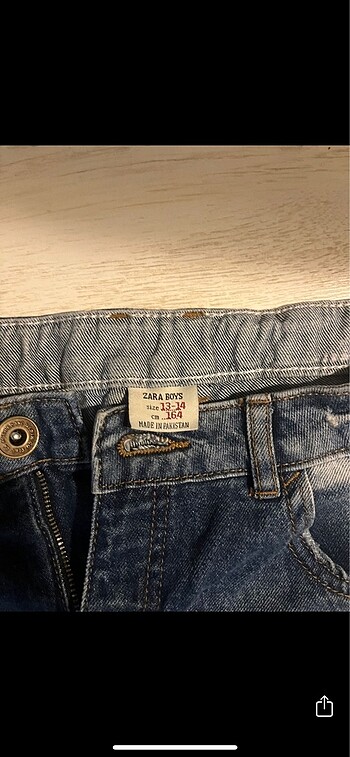 ZARA BOYS
size 13-14
cm ..164
MADE IN PAKISTAN